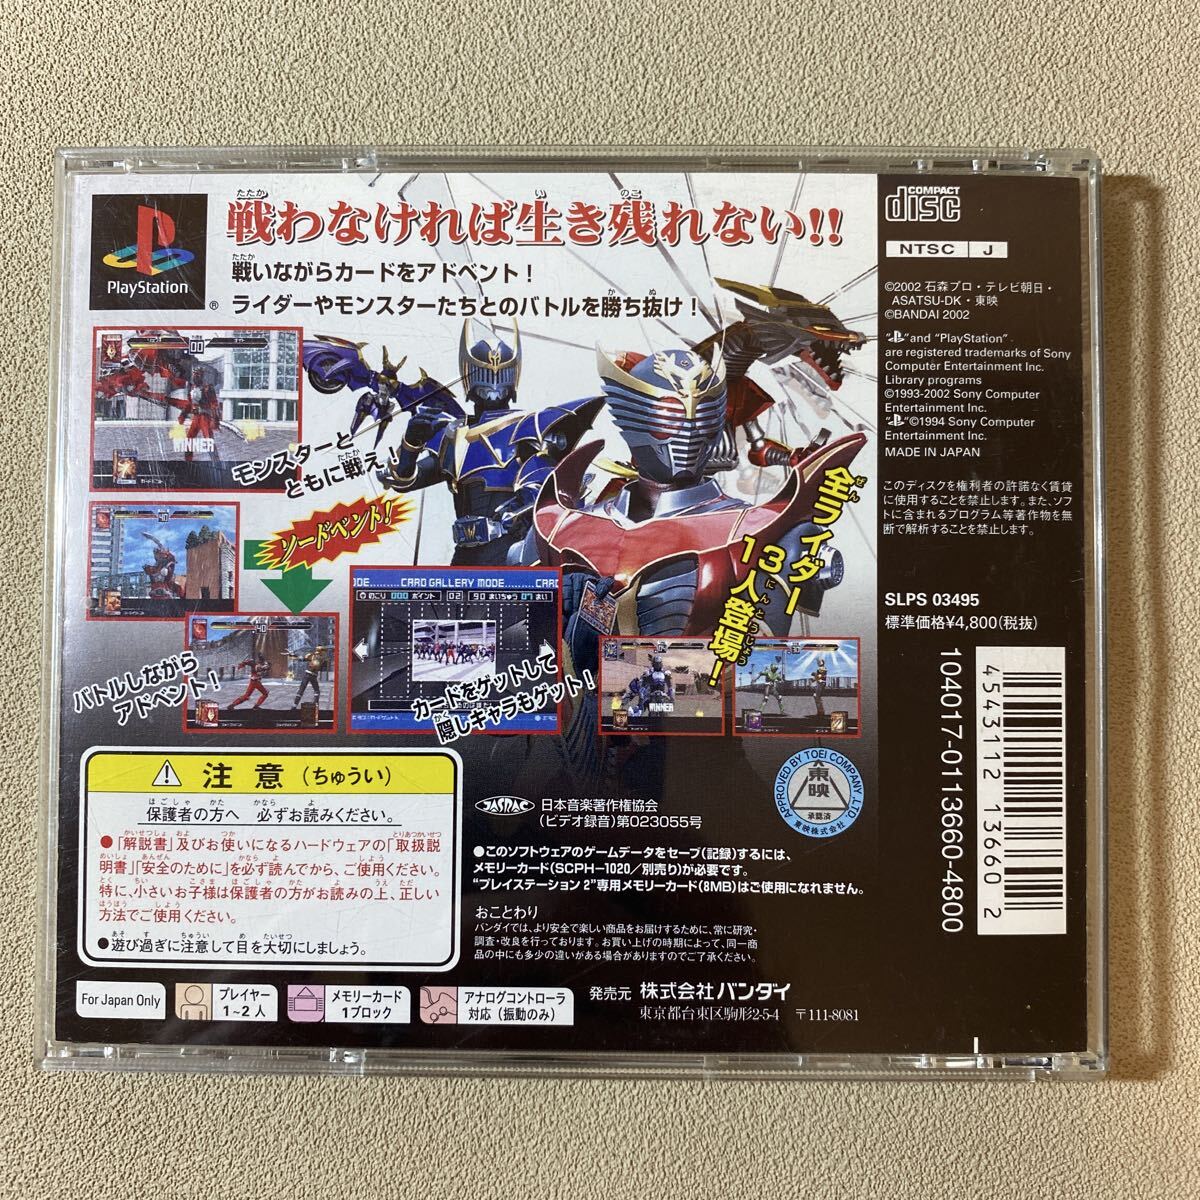 PlayStation
®
戦わなければ生き残れない!!
戦いながらカードをアドベント!
ライダーやモンスターたちとのバトルを勝ち抜け!
WINNER
モンスターと
ともに戦え!
ソードベント!
バトルしながら
アドベント!
CARD GALLERY MODE
カードをゲットして
隠しキャラもゲット!
全ライダー
13人登場!
WINNER
COMPACT
disc
NTSC J
©2002 石森プロ・テレビ朝日・
ASATSU-DK・東映
©BANDAI 2002
" " and "PlayStation"
are registered trademarks of Sony
Computer Entertainment Inc.
Library programs
©1993-2002 Sony Computer
Entertainment Inc.
" " ©1994 Sony Computer
Entertainment Inc.
MADE IN JAPAN
このディスクを権利者の許諾なく賃貸
に使用することを禁止します。また、ソフ
トに含まれるプログラム等著作物を無
断で解析することを禁止します。
SLPS 03495
標準価格¥4,800(税抜)
104017-0113660-4800
4543112 13660 2
注意(ちゅうい)
保護者の方へ 必ずお読みください。
●「解説書」及びお使いになるハードウェアの「取扱説
明書」「安全のために」を必ず読んでから、ご使用ください。
特に、小さいお子様は保護者の方がお読みの上、正しい
方法でご使用ください。
●遊び過ぎに注意して目を大切にしましょう。
JASRAC
日本音楽著作権協会
(ビデオ録音)第023055号
APPROVED BY TOEI COMPANY, LTD.
東映
承認済
東映株式会社
●このソフトウェアのゲームデータをセーブ(記録)するには、
メモリーカード(SCPH-1020/別売り)が必要です。
"プレイステーション 2"専用メモリーカード(8MB)はご使用になれません。
おことわり
バンダイでは、より安全で楽しい商品をお届けするために、常に研究・
調査・改良を行っております。お買い上げの時期によって、同一商
品の中にも多少の違いがある場合がありますのでご了承ください。
For Japan Only
プレイヤー
1~2人
メモリーカード
1ブロック
アナログコントローラ
対応(振動のみ)
発売元 株式会社バンダイ
東京都台東区駒形2-5-4 〒111-8081